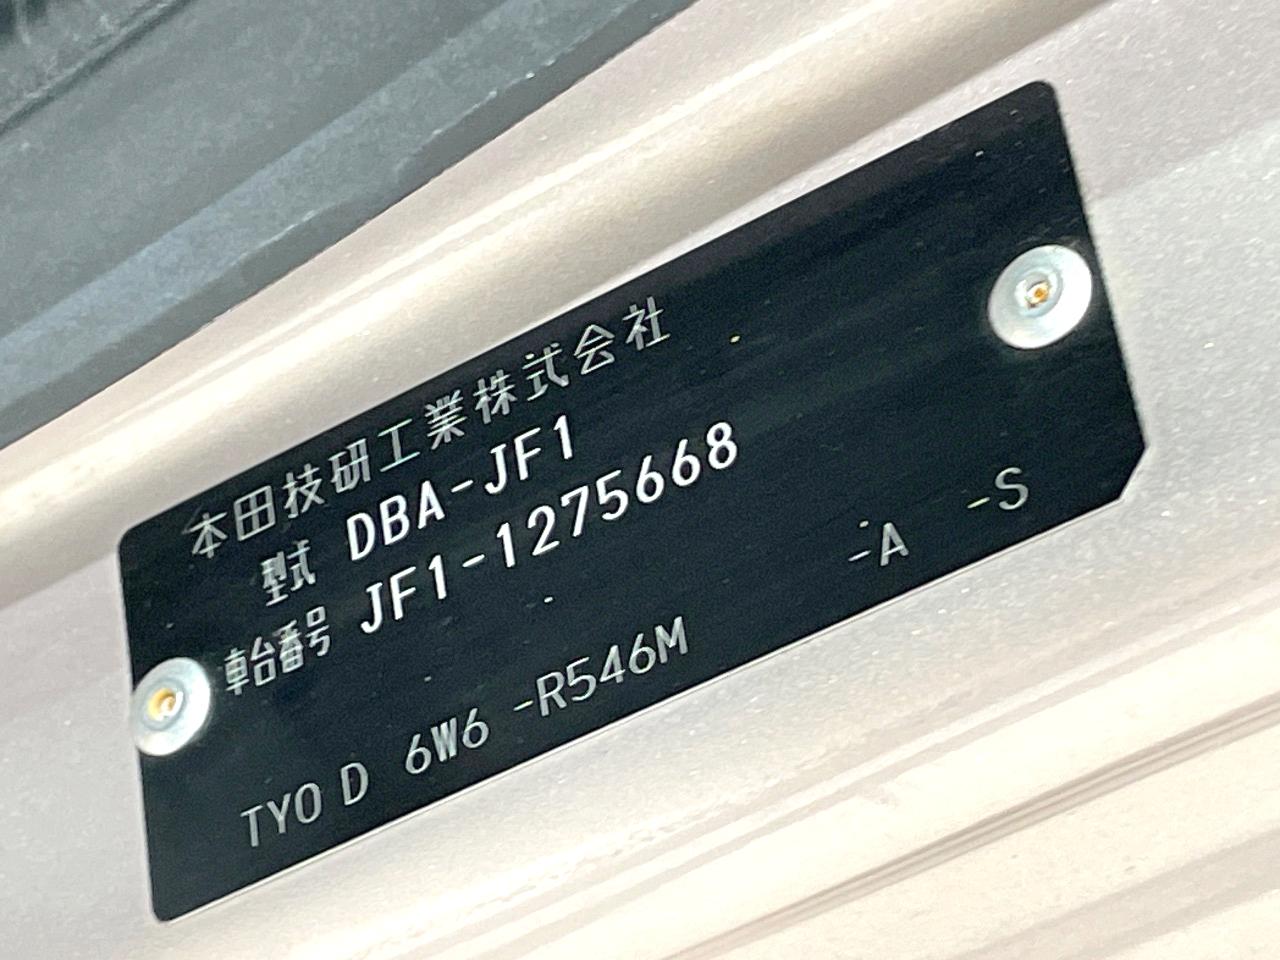 本田技研工業株式会社
型式 DBA-JF1
車台番号 JF1-1275668
TYO D 6W6 -R546M -A -S